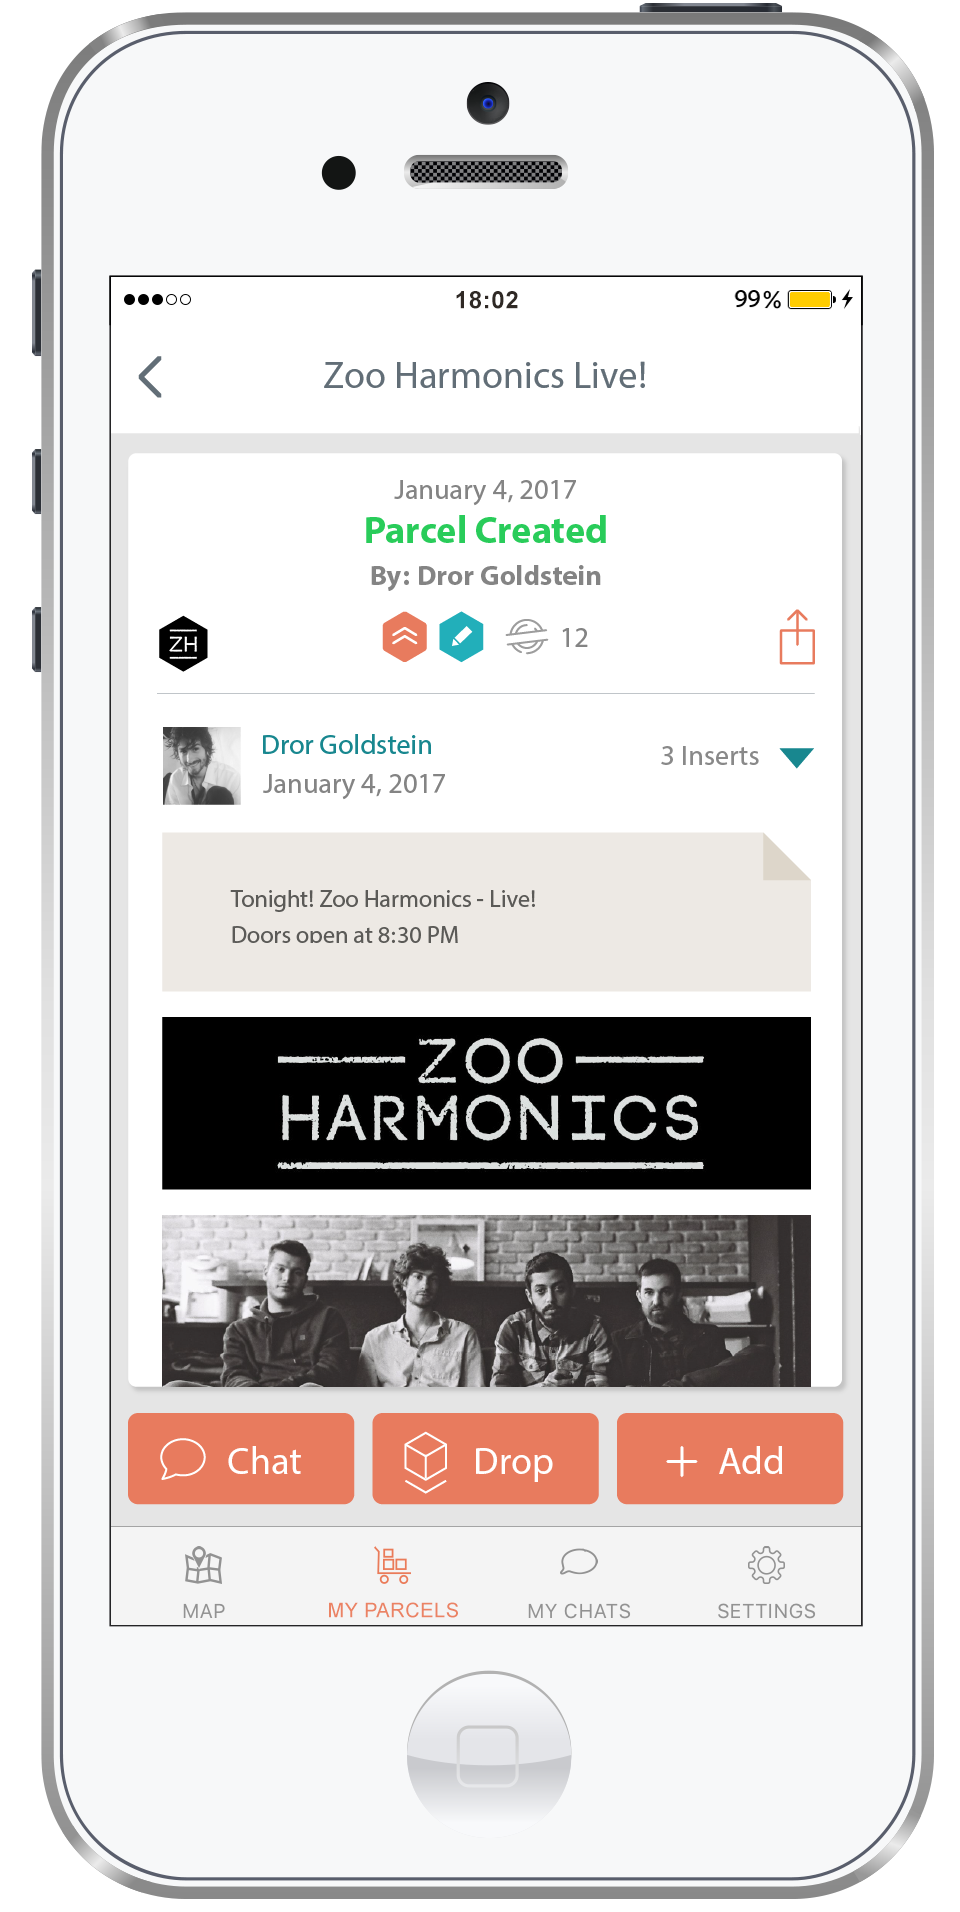 18:02
99%
Zoo Harmonics Live!
January 4, 2017
Parcel Created
By: Dror Goldstein
ZH
12
Dror Goldstein
January 4, 2017
3 Inserts
Tonight! Zoo Harmonics - Live!
Doors open at 8:30 PM
ZOO
HARMONICS
Chat
Drop
+ Add
MAP
MY PARCELS
MY CHATS
SETTINGS